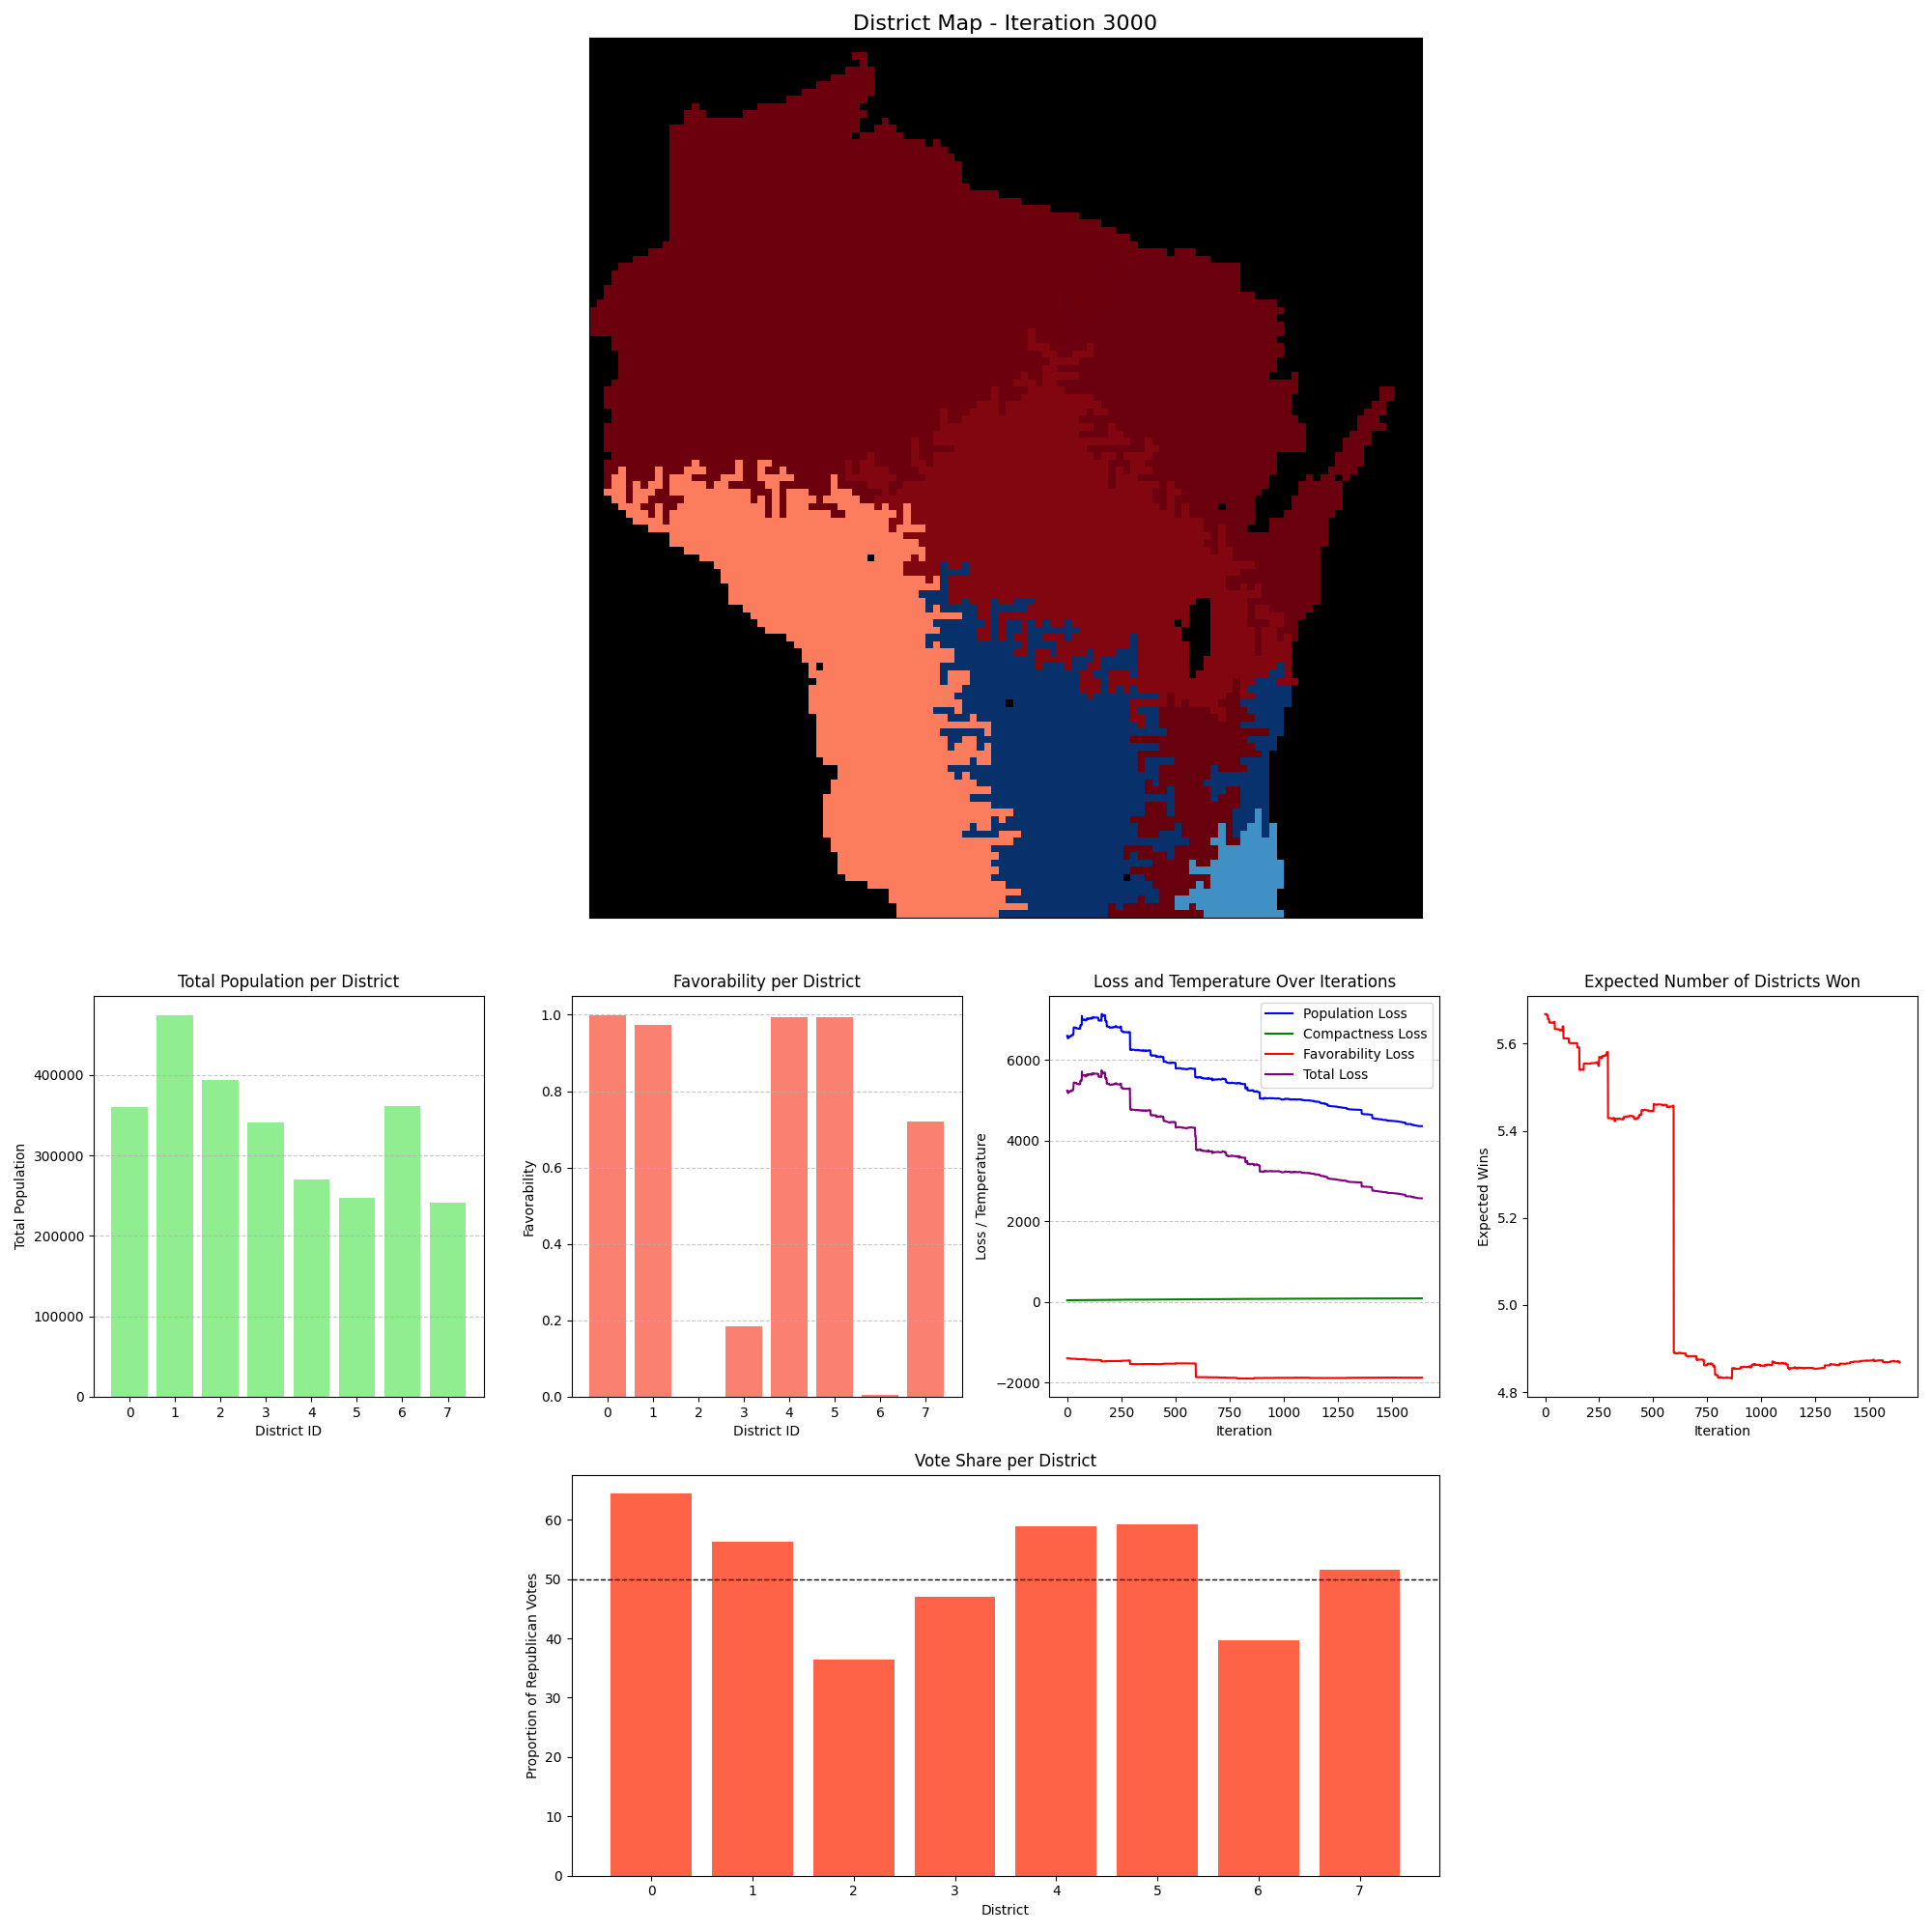 District Map - Iteration 3000
Total Population per District
Total Population
400000
300000
200000
100000
0
0 1 2 3 4 5 6 7
District ID
Favorability per District
Favorability
1.0
0.8
0.6
0.4
0.2
0.0
0 1 2 3 4 5 6 7
District ID
Loss and Temperature Over Iterations
Loss / Temperature
6000
4000
2000
0
−2000
Population Loss
Compactness Loss
Favorability Loss
Total Loss
0 250 500 750 1000 1250 1500
Iteration
Expected Number of Districts Won
Expected Wins
5.6
5.4
5.2
5.0
4.8
0 250 500 750 1000 1250 1500
Iteration
Vote Share per District
Proportion of Republican Votes
60
50
40
30
20
10
0
0 1 2 3 4 5 6 7
District